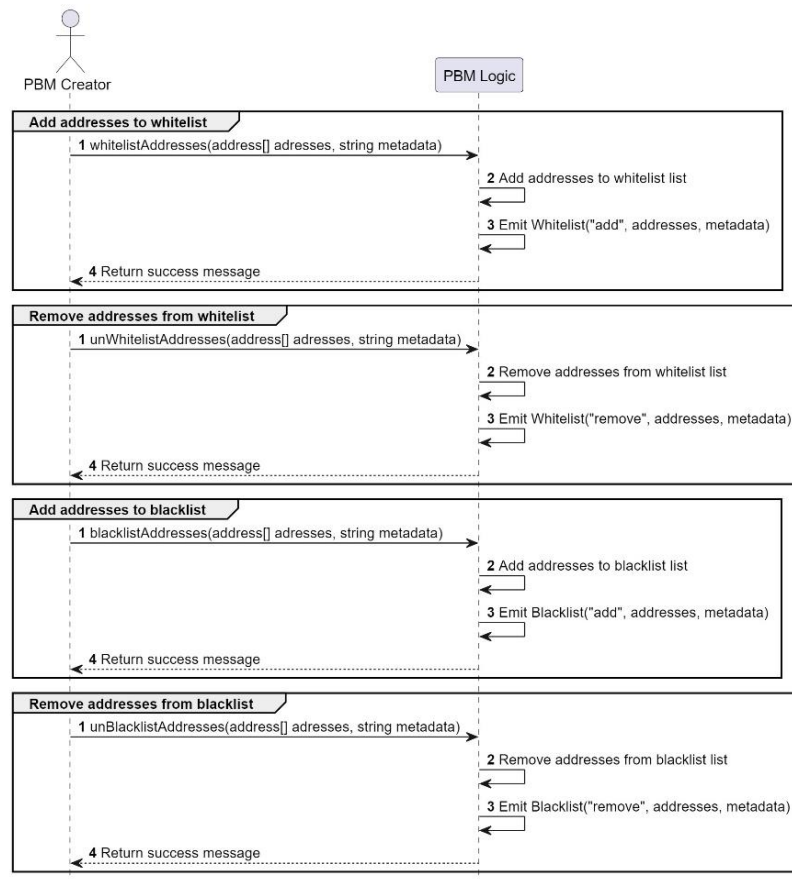 PBM Creator
PBM Logic
Add addresses to whitelist
1 whitelistAddresses(address[] adresses, string metadata)
2 Add addresses to whitelist list
3 Emit Whitelist("add", addresses, metadata)
4 Return success message
Remove addresses from whitelist
1 unWhitelistAddresses(address[] adresses, string metadata)
2 Remove addresses from whitelist list
3 Emit Whitelist("remove", addresses, metadata)
4 Return success message
Add addresses to blacklist
1 blacklistAddresses(address[] adresses, string metadata)
2 Add addresses to blacklist list
3 Emit Blacklist("add", addresses, metadata)
4 Return success message
Remove addresses from blacklist
1 unBlacklistAddresses(address[] adresses, string metadata)
2 Remove addresses from blacklist list
3 Emit Blacklist("remove", addresses, metadata)
4 Return success message